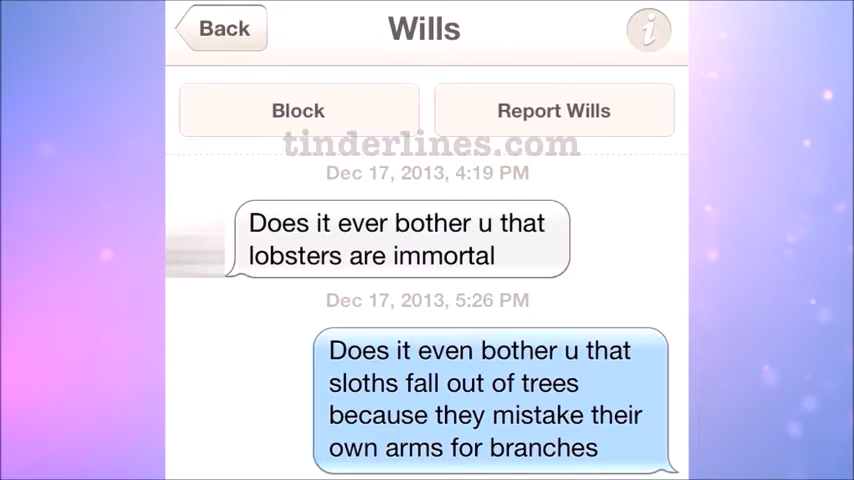 Back
Wills
i
Block
Report Wills
tinderlines.com
Dec 17, 2013, 4:19 PM
Does it ever bother u that
lobsters are immortal
Dec 17, 2013, 5:26 PM
Does it even bother u that
sloths fall out of trees
because they mistake their
own arms for branches